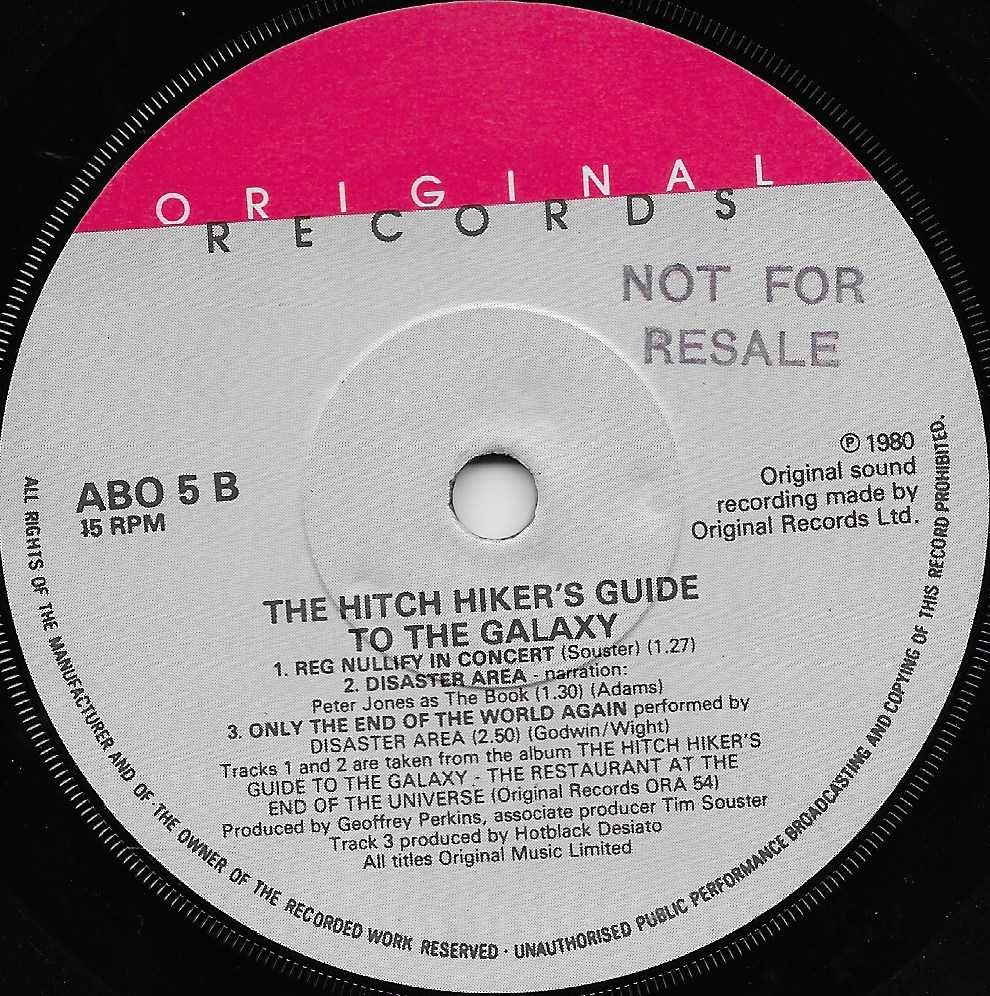 ORIGINAL
RECORDS
NOT FOR
RESALE
℗ 1980
Original sound
recording made by
Original Records Ltd.
ABO 5 B
45 RPM
THE HITCH HIKER'S GUIDE
TO THE GALAXY
1. REG NULLIFY IN CONCERT (Souster) (1.27)
2. DISASTER AREA - narration:
Peter Jones as The Book (1.30) (Adams)
3. ONLY THE END OF THE WORLD AGAIN performed by
DISASTER AREA (2.50) (Godwin/Wight)
Tracks 1 and 2 are taken from the album THE HITCH HIKER'S
GUIDE TO THE GALAXY - THE RESTAURANT AT THE
END OF THE UNIVERSE (Original Records ORA 54)
Produced by Geoffrey Perkins, associate producer Tim Souster
Track 3 produced by Hotblack Desiato
All titles Original Music Limited
ALL RIGHTS OF THE MANUFACTURER AND OF THE OWNER OF THE RECORDED WORK RESERVED · UNAUTHORISED PUBLIC PERFORMANCE BROADCASTING AND COPYING OF THIS RECORD PROHIBITED.